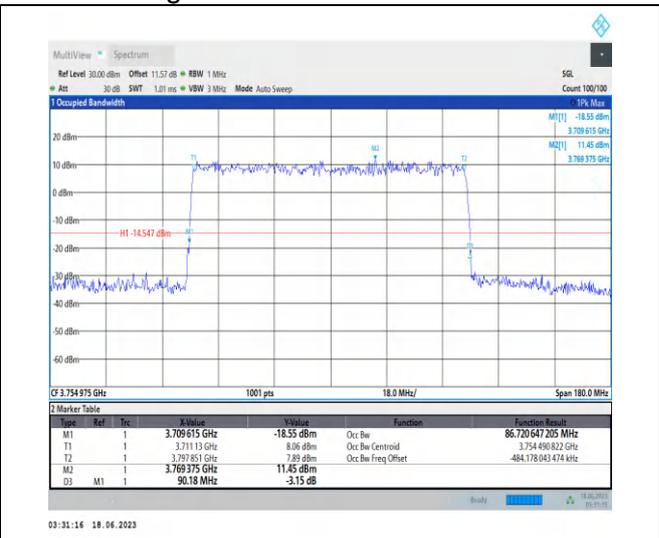 MultiView Spectrum
Ref Level 30.00 dBm Offset 11.57 dB RBW 1 MHz SGL
Att 30 dB SWT 1.01 ms VBW 3 MHz Mode Auto Sweep Count 100/100
1 Occupied Bandwidth 1Pk Max
M1[1] -18.55 dBm
3.709 615 GHz
M2[1] 11.45 dBm
3.769 375 GHz
20 dBm
M2
T1 T2
10 dBm
0 dBm
-10 dBm
H1 -14.547 dBm M1
-20 dBm
-30 dBm
-40 dBm
-50 dBm
-60 dBm
CF 3.754 975 GHz 1001 pts 18.0 MHz/ Span 180.0 MHz
2 Marker Table
Type Ref Trc X-Value Y-Value Function Function Result
M1 1 3.709 615 GHz -18.55 dBm Occ Bw 86.720 647 205 MHz
T1 1 3.711 13 GHz 8.06 dBm Occ Bw Centroid 3.754 490 822 GHz
T2 1 3.797 851 GHz 7.89 dBm Occ Bw Freq Offset -484.178 043 474 kHz
M2 1 3.769 375 GHz 11.45 dBm
D3 M1 1 90.18 MHz -3.15 dB
Ready 18.06.2023
03:31:16 18.06.2023